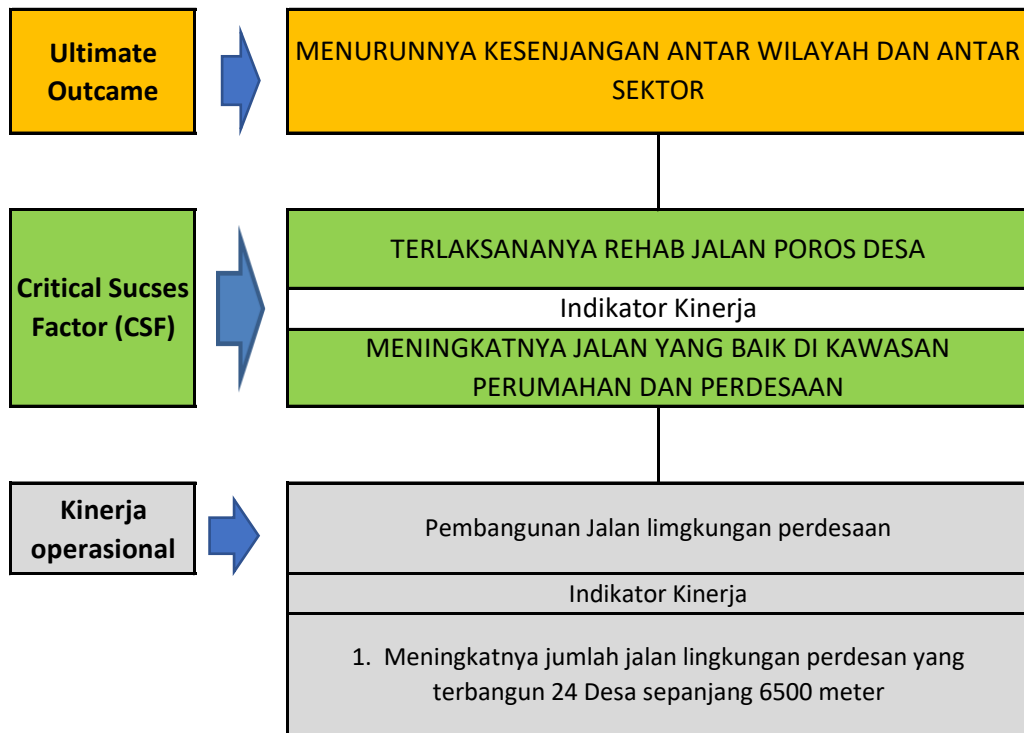 Ultimate
Outcame
MENURUNNYA KESENJANGAN ANTAR WILAYAH DAN ANTAR
SEKTOR
Critical Sucses
Factor (CSF)
TERLAKSANANYA REHAB JALAN POROS DESA
Indikator Kinerja
MENINGKATNYA JALAN YANG BAIK DI KAWASAN
PERUMAHAN DAN PERDESAAN
Kinerja
operasional
Pembangunan Jalan limgkungan perdesaan
Indikator Kinerja
1. Meningkatnya jumlah jalan lingkungan perdesan yang
terbangun 24 Desa sepanjang 6500 meter